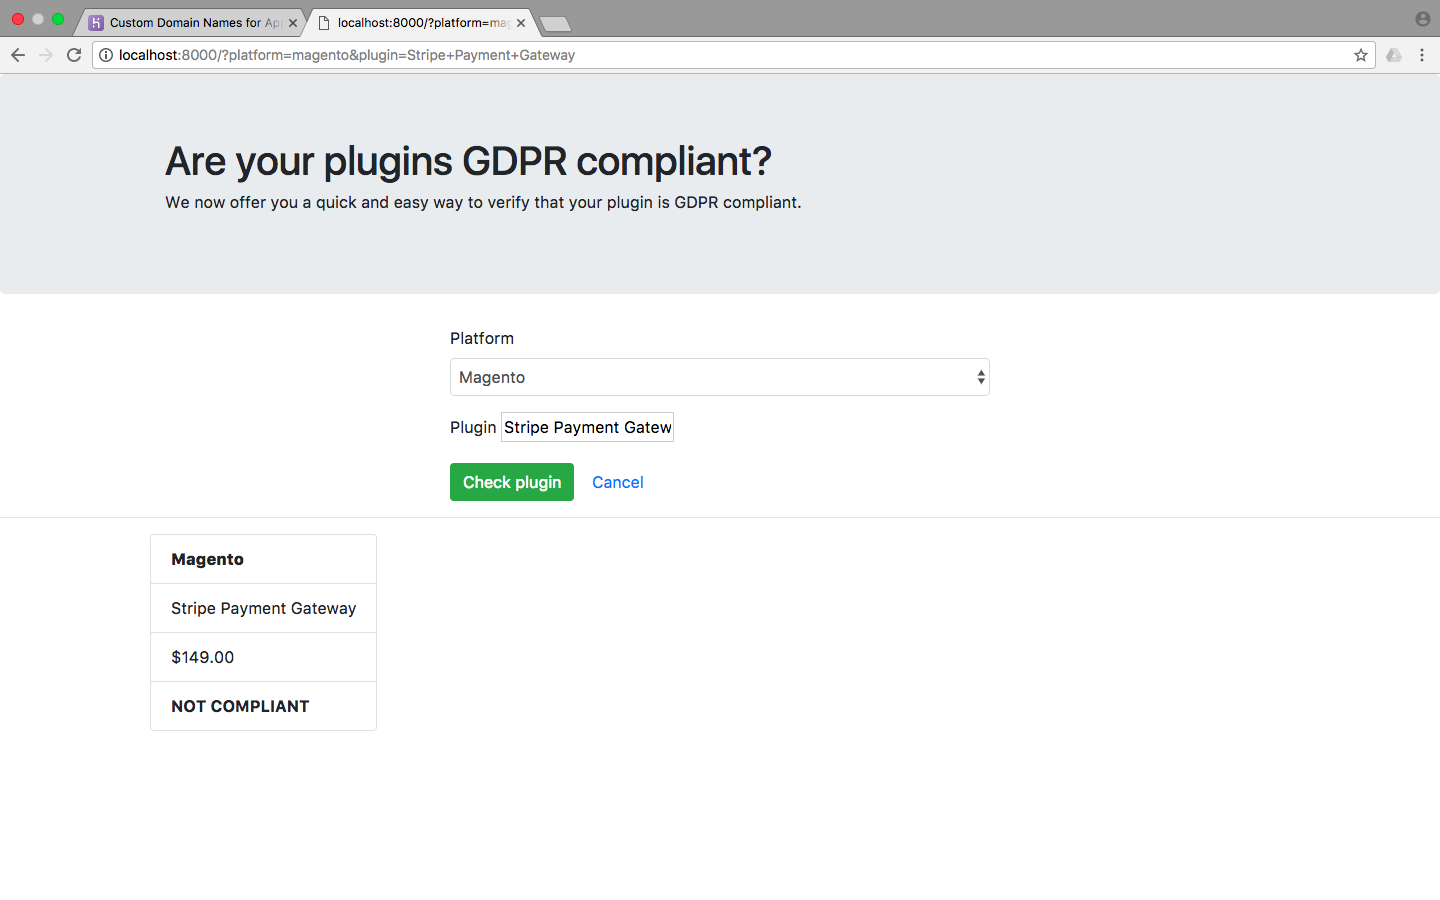 Custom Domain Names for Ap
localhost:8000/?platform=mag
localhost:8000/?platform=magento&plugin=Stripe+Payment+Gateway
Are your plugins GDPR compliant?
We now offer you a quick and easy way to verify that your plugin is GDPR compliant.
Platform
Magento
Plugin Stripe Payment Gatew
Check plugin Cancel
Magento
Stripe Payment Gateway
$149.00
NOT COMPLIANT